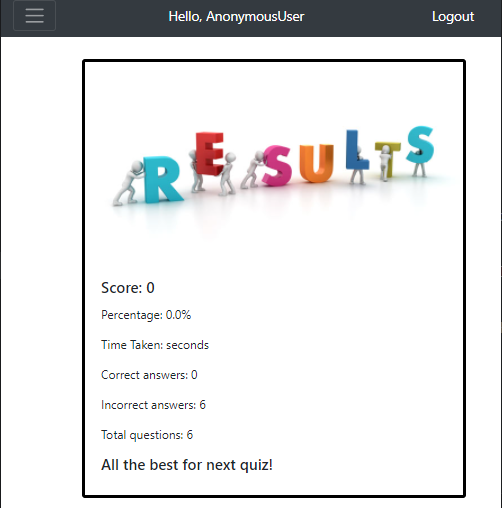 Hello, AnonymousUser Logout
RESULTS
Score: 0
Percentage: 0.0%
Time Taken: seconds
Correct answers: 0
Incorrect answers: 6
Total questions: 6
All the best for next quiz!